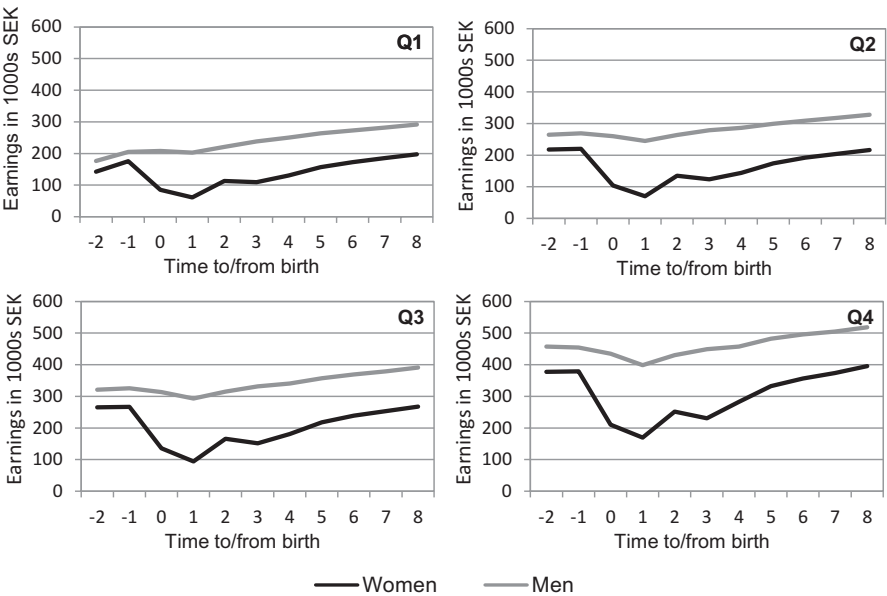 Q1
Earnings in 1000s SEK
600
500
400
300
200
100
0
-2 -1 0 1 2 3 4 5 6 7 8
Time to/from birth
Q2
Earnings in 1000s SEK
600
500
400
300
200
100
0
-2 -1 0 1 2 3 4 5 6 7 8
Time to/from birth
Q3
Earnings in 1000s SEK
600
500
400
300
200
100
0
-2 -1 0 1 2 3 4 5 6 7 8
Time to/from birth
Q4
Earnings in 1000s SEK
600
500
400
300
200
100
0
-2 -1 0 1 2 3 4 5 6 7 8
Time to/from birth
Women Men